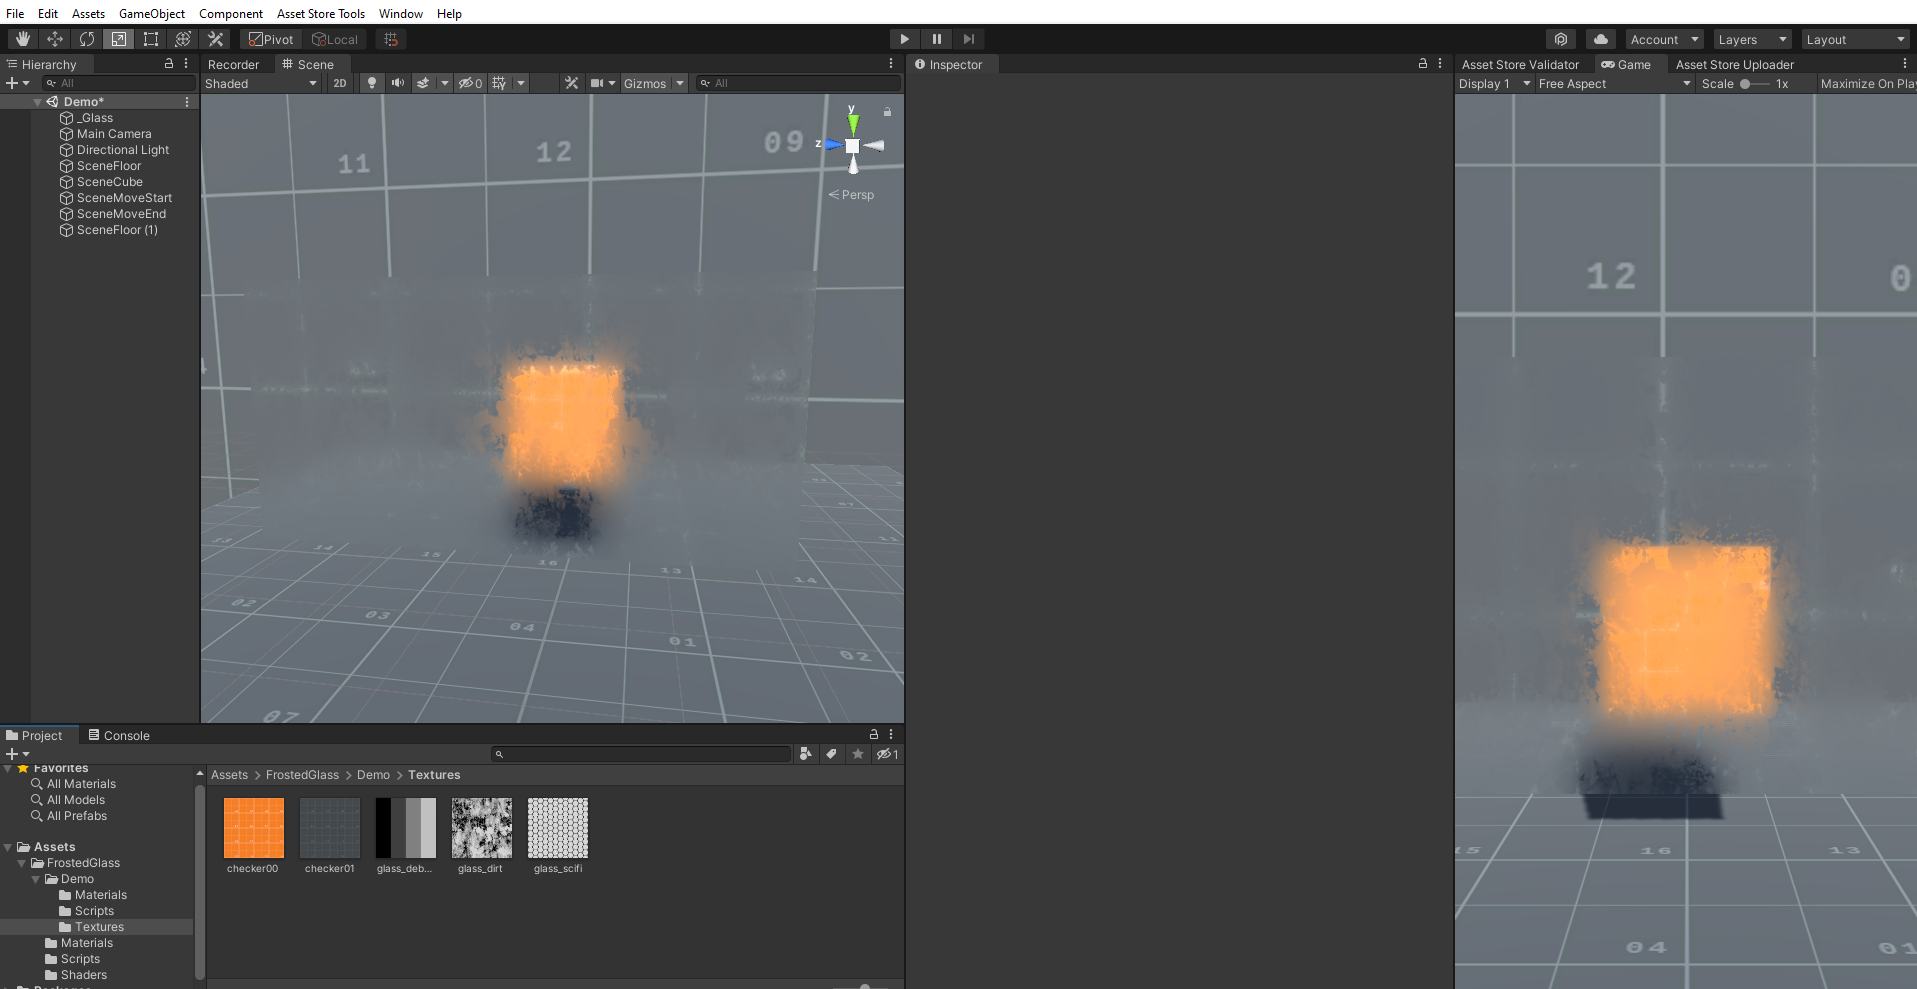 File Edit Assets GameObject Component Asset Store Tools Window Help
Pivot Local Account Layers Layout
Hierarchy
All
Demo*
_Glass
Main Camera
Directional Light
SceneFloor
SceneCube
SceneMoveStart
SceneMoveEnd
SceneFloor (1)
Recorder Scene
Shaded 2D 0 Gizmos All
y
z
Persp
11 12 09
13 14 15 16 13 14 11
02 03 04 01 02
07
Inspector
Asset Store Validator Game Asset Store Uploader
Display 1 Free Aspect Scale 1x Maximize On Play
12 0
15 16 13
04 01
Project Console
1
Favorites
All Materials
All Models
All Prefabs
Assets
FrostedGlass
Demo
Materials
Scripts
Textures
Materials
Scripts
Shaders
Packages
Assets > FrostedGlass > Demo > Textures
checker00 checker01 glass_deb... glass_dirt glass_scifi